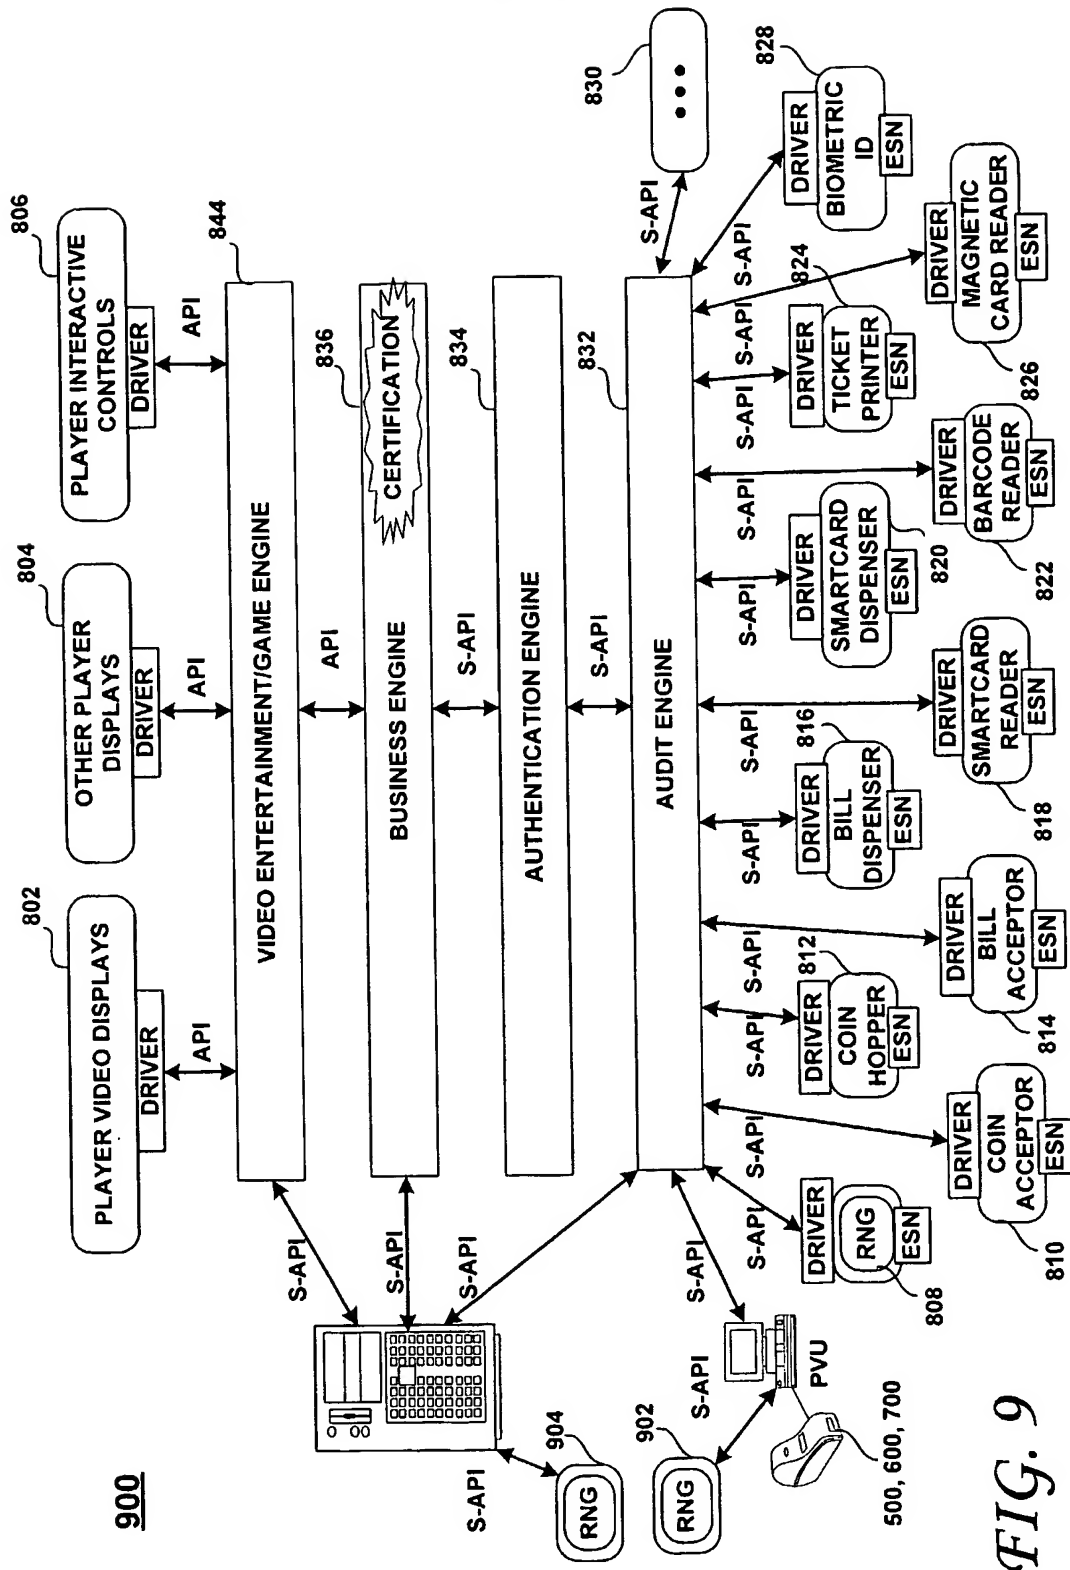 900
802
804
806
PLAYER VIDEO DISPLAYS
OTHER PLAYER
DISPLAYS
PLAYER INTERACTIVE
CONTROLS
DRIVER
DRIVER
DRIVER
API
API
API
844
VIDEO ENTERTAINMENT/GAME ENGINE
S-API
API
836
BUSINESS ENGINE
CERTIFICATION
S-API
S-API
834
AUTHENTICATION ENGINE
S-API
S-API
832
AUDIT ENGINE
S-API
830
S-API
904
RNG
902
RNG
S-API
S-API
PVU
500, 600, 700
S-API
DRIVER
RNG
ESN
808
S-API
DRIVER
COIN
ACCEPTOR
ESN
810
S-API
812
DRIVER
COIN
HOPPER
ESN
S-API
DRIVER
BILL
ACCEPTOR
ESN
814
S-API
816
DRIVER
BILL
DISPENSER
ESN
S-API
DRIVER
SMARTCARD
READER
ESN
818
S-API
DRIVER
SMARTCARD
DISPENSER
ESN
820
S-API
DRIVER
BARCODE
READER
ESN
822
S-API
824
DRIVER
TICKET
PRINTER
ESN
S-API
DRIVER
MAGNETIC
CARD READER
ESN
826
S-API
828
DRIVER
BIOMETRIC
ID
ESN
FIG. 9